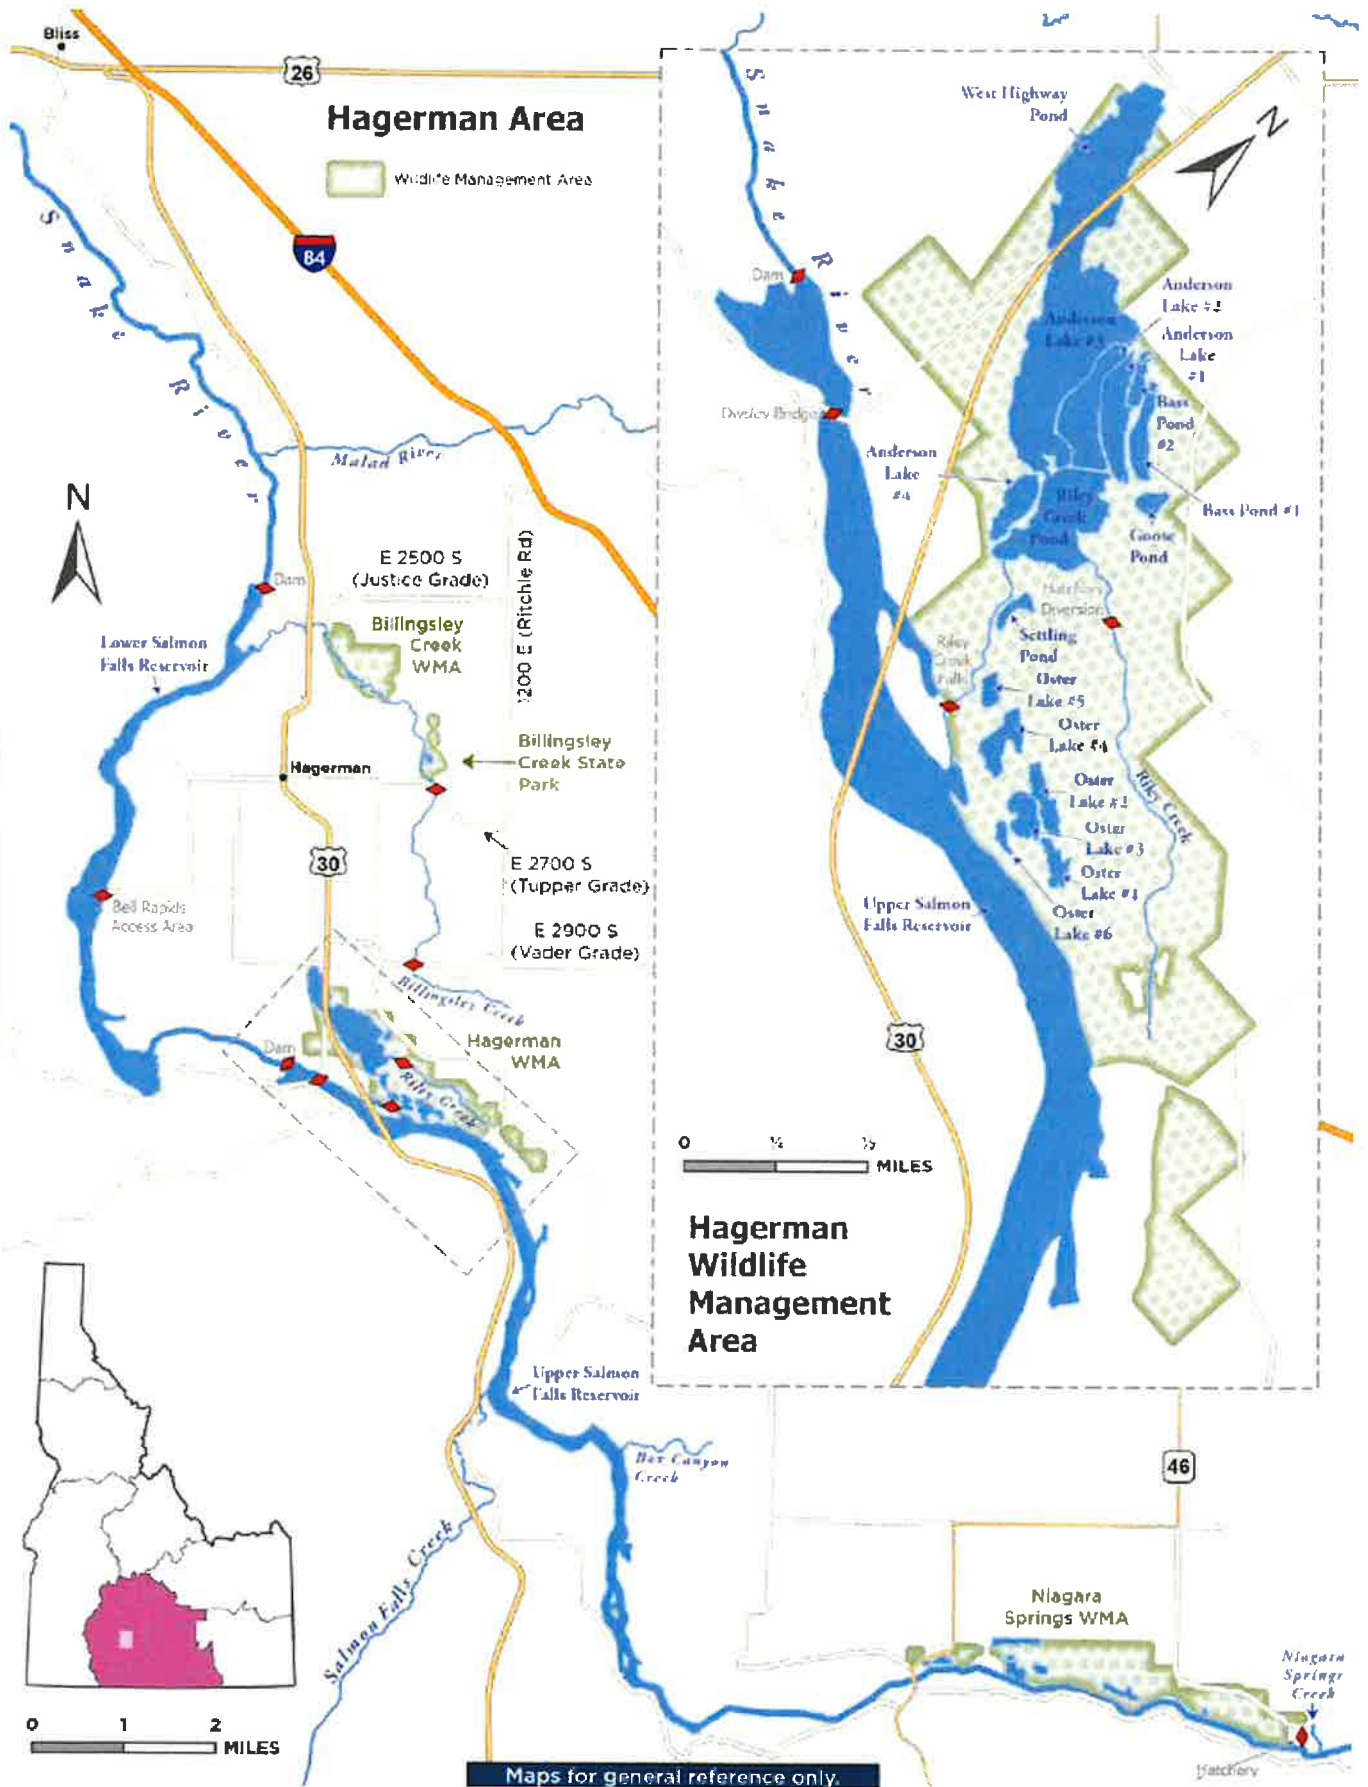 Bliss
26
Hagerman Area
Wildlife Management Area
84
Snake River
Malad River
N
E 2500 S
(Justice Grade)
1200 E (Ritchie Rd)
Dam
Billingsley
Creek
WMA
Lower Salmon
Falls Reservoir
Billingsley
Creek State
Park
Hagerman
30
E 2700 S
(Tupper Grade)
Bell Rapids
Access Area
E 2900 S
(Vader Grade)
Billingsley Creek
Hagerman
WMA
Dam
Riley Creek
Upper Salmon
Falls Reservoir
Box Canyon
Creek
Salmon Falls Creek
0 1 2
MILES
Snake River
West Highway
Pond
N
Dam
Anderson
Lake #2
Anderson
Lake
#1
Anderson
Lake #3
Bass
Pond
#2
Owsley Bridge
Anderson
Lake
#4
Riley
Creek
Pond
Bass Pond #1
Goose
Pond
Hatchery
Diversion
Settling
Pond
Riley
Creek
Falls
Oster
Lake #5
Oster
Lake #4
Oster
Lake #2
Riley Creek
Oster
Lake #3
Oster
Lake #1
Oster
Lake #6
Upper Salmon
Falls Reservoir
30
0
MILES
Hagerman
Wildlife
Management
Area
46
Niagara
Springs WMA
Niagara
Springs
Creek
Hatchery
Maps for general reference only.